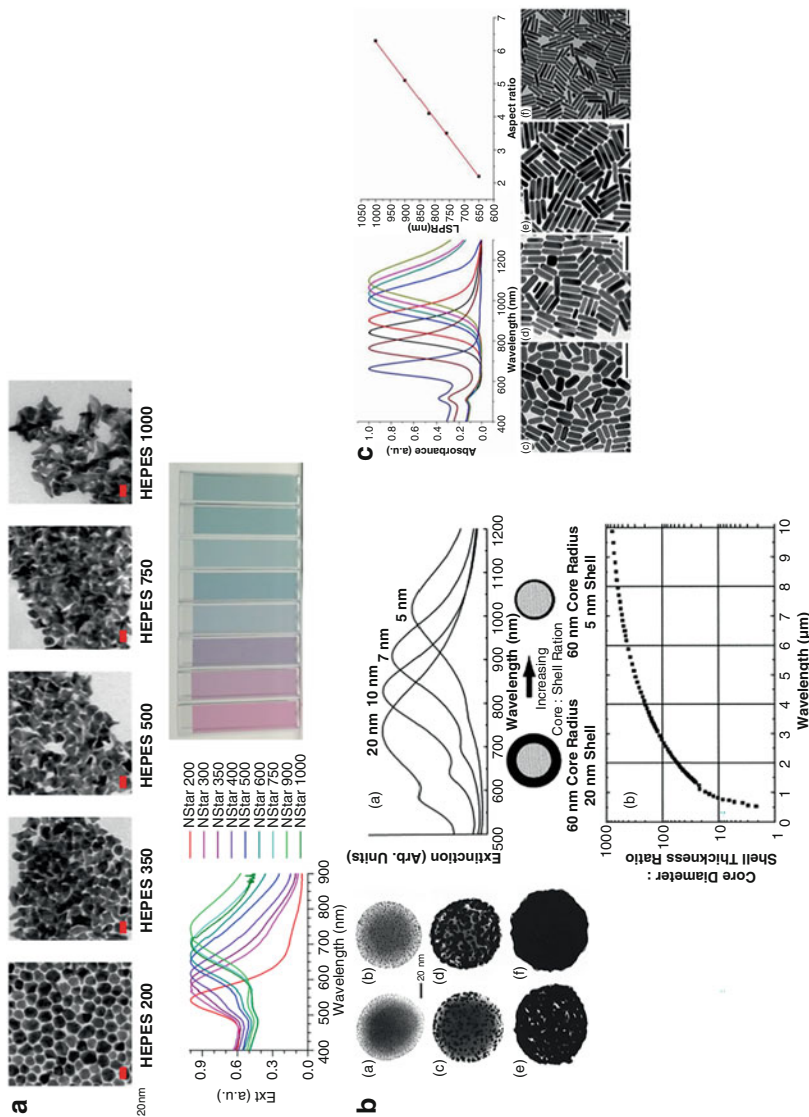 a
20nm
HEPES 200
HEPES 350
HEPES 500
HEPES 750
HEPES 1000
Ext (a.u.)
0.9
0.6
0.3
0.0
400 500 600 700 800 900
Wavelength (nm)
NStar 200
NStar 300
NStar 350
NStar 400
NStar 500
NStar 600
NStar 750
NStar 900
NStar 1000
b
(a)
(b)
20 nm
(c)
(d)
(e)
(f)
(a)
Extinction (Arb. Units)
20 nm
10 nm
7 nm
5 nm
500 600 700 800 900 1000 1100 1200
Wavelength (nm)
Increasing
Core : Shell Ration
60 nm Core Radius
20 nm Shell
60 nm Core Radius
5 nm Shell
(b)
Core Diameter :
Shell Thickness Ratio
1000
100
10
1
0 1 2 3 4 5 6 7 8 9 10
Wavelength (μm)
c
Absorbance (a.u.)
1.0
0.8
0.6
0.4
0.2
0.0
400 600 800 1000 1200
Wavelength (nm)
LSPR(nm)
1050
1000
950
900
850
800
750
700
650
600
2 3 4 5 6 7
Aspect ratio
(c)
(d)
(e)
(f)